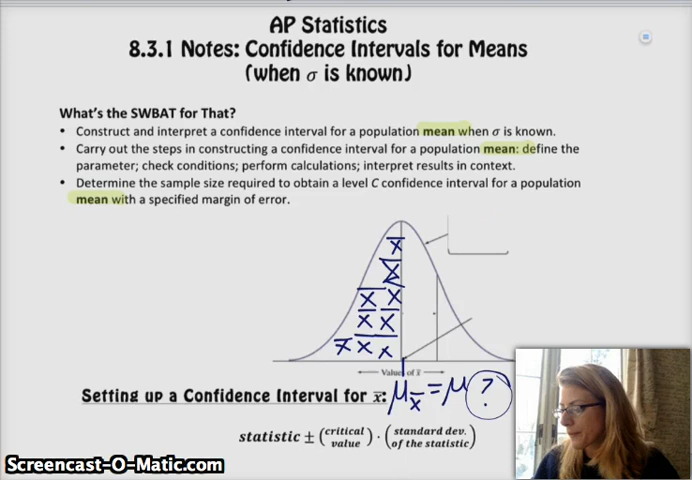 AP Statistics
8.3.1 Notes: Confidence Intervals for Means
(when σ is known)
What's the SWBAT for That?
• Construct and interpret a confidence interval for a population mean when σ is known.
• Carry out the steps in constructing a confidence interval for a population mean: define the
parameter; check conditions; perform calculations; interpret results in context.
• Determine the sample size required to obtain a level C confidence interval for a population
mean with a specified margin of error.
x̄
x̄
x̄ x̄
x̄ x̄
x̄ x̄ x̄
Values of x̄
Setting up a Confidence Interval for x̄: μx̄ = μ ?
statistic ± (critical value) · (standard dev. of the statistic)
Screencast-O-Matic.com